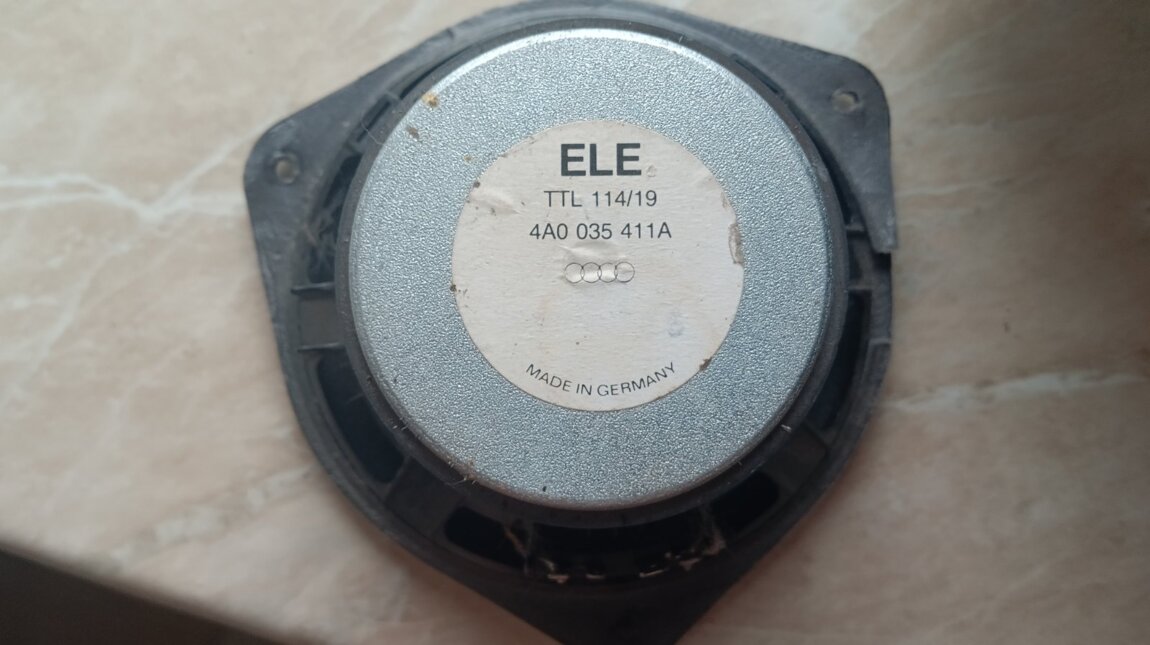 ELE
TTL 114/19
4A0 035 411A
MADE IN GERMANY